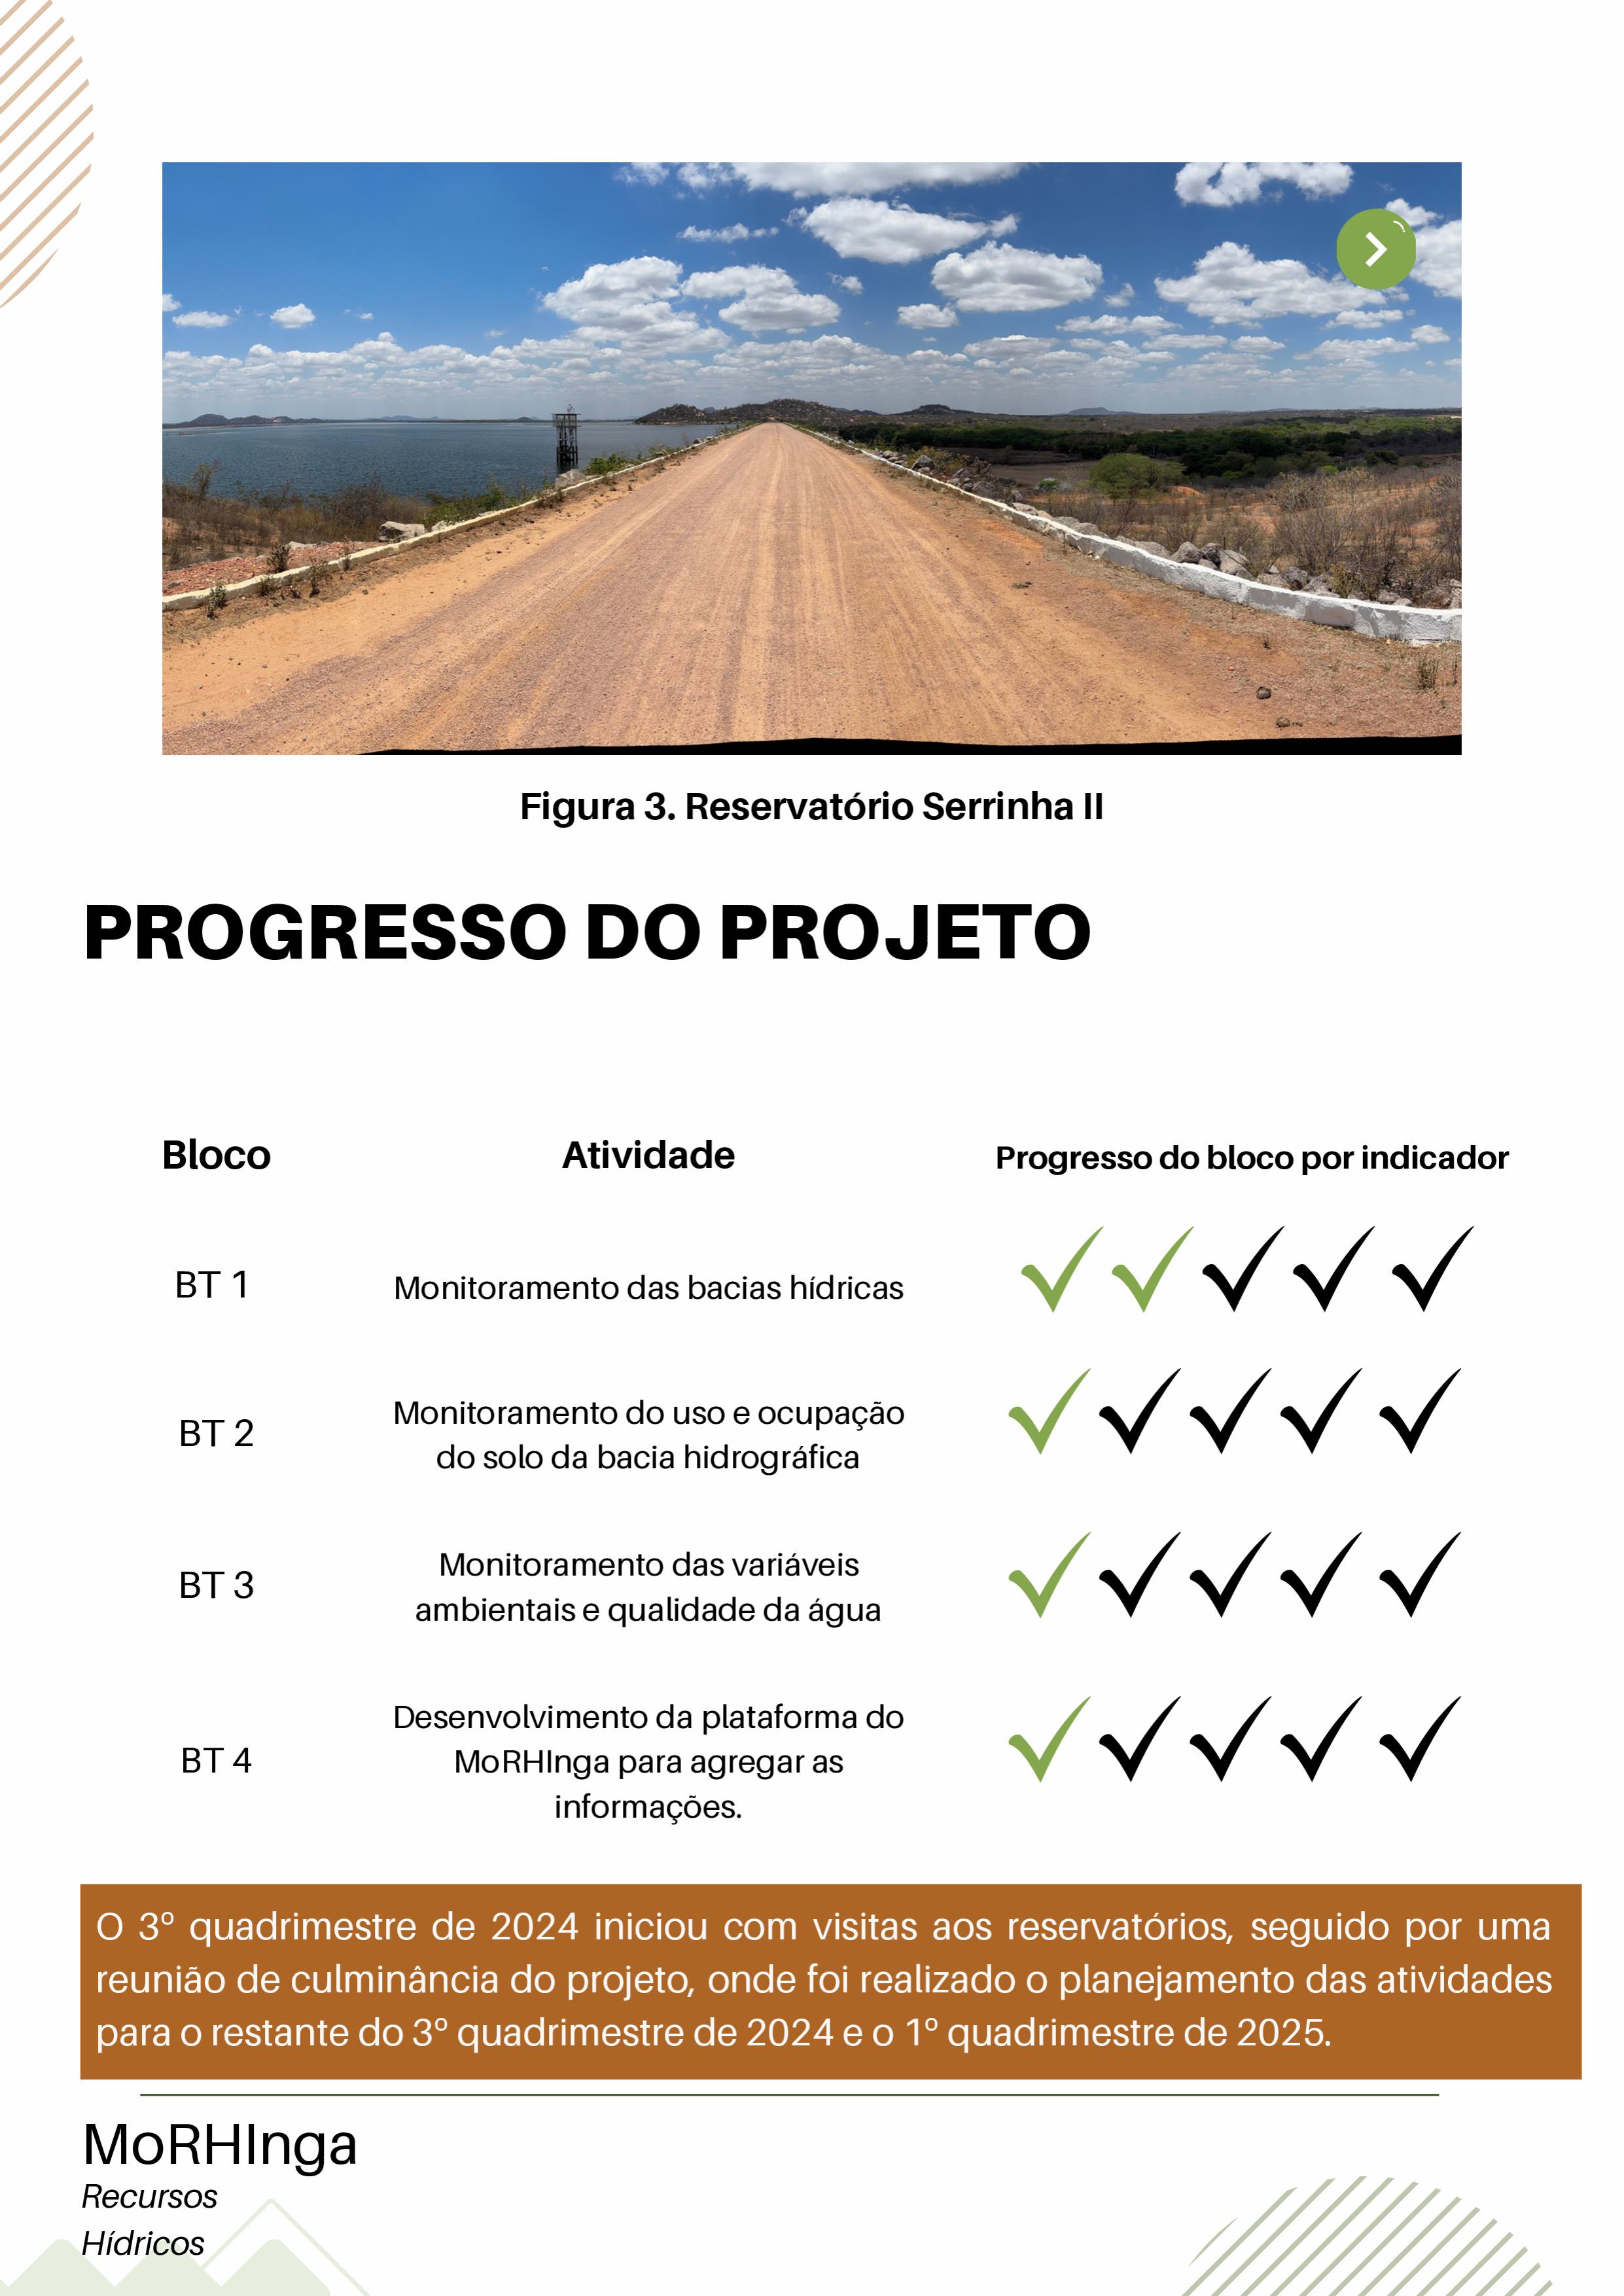 Figura 3. Reservatório Serrinha II
PROGRESSO DO PROJETO
Bloco Atividade Progresso do bloco por indicador
BT 1 Monitoramento das bacias hídricas
BT 2 Monitoramento do uso e ocupação
do solo da bacia hidrográfica
BT 3 Monitoramento das variáveis
ambientais e qualidade da água
BT 4 Desenvolvimento da plataforma do
MoRHInga para agregar as
informações.
O 3º quadrimestre de 2024 iniciou com visitas aos reservatórios, seguido por uma
reunião de culminância do projeto, onde foi realizado o planejamento das atividades
para o restante do 3º quadrimestre de 2024 e o 1º quadrimestre de 2025.
MoRHInga
Recursos
Hídricos